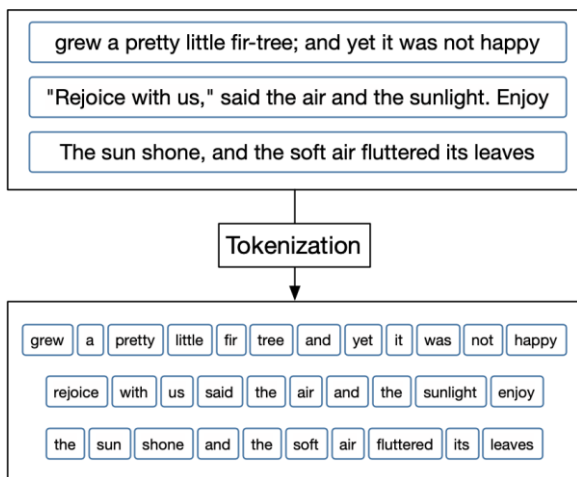 grew a pretty little fir-tree; and yet it was not happy
"Rejoice with us," said the air and the sunlight. Enjoy
The sun shone, and the soft air fluttered its leaves
Tokenization
grew a pretty little fir tree and yet it was not happy
rejoice with us said the air and the sunlight enjoy
the sun shone and the soft air fluttered its leaves